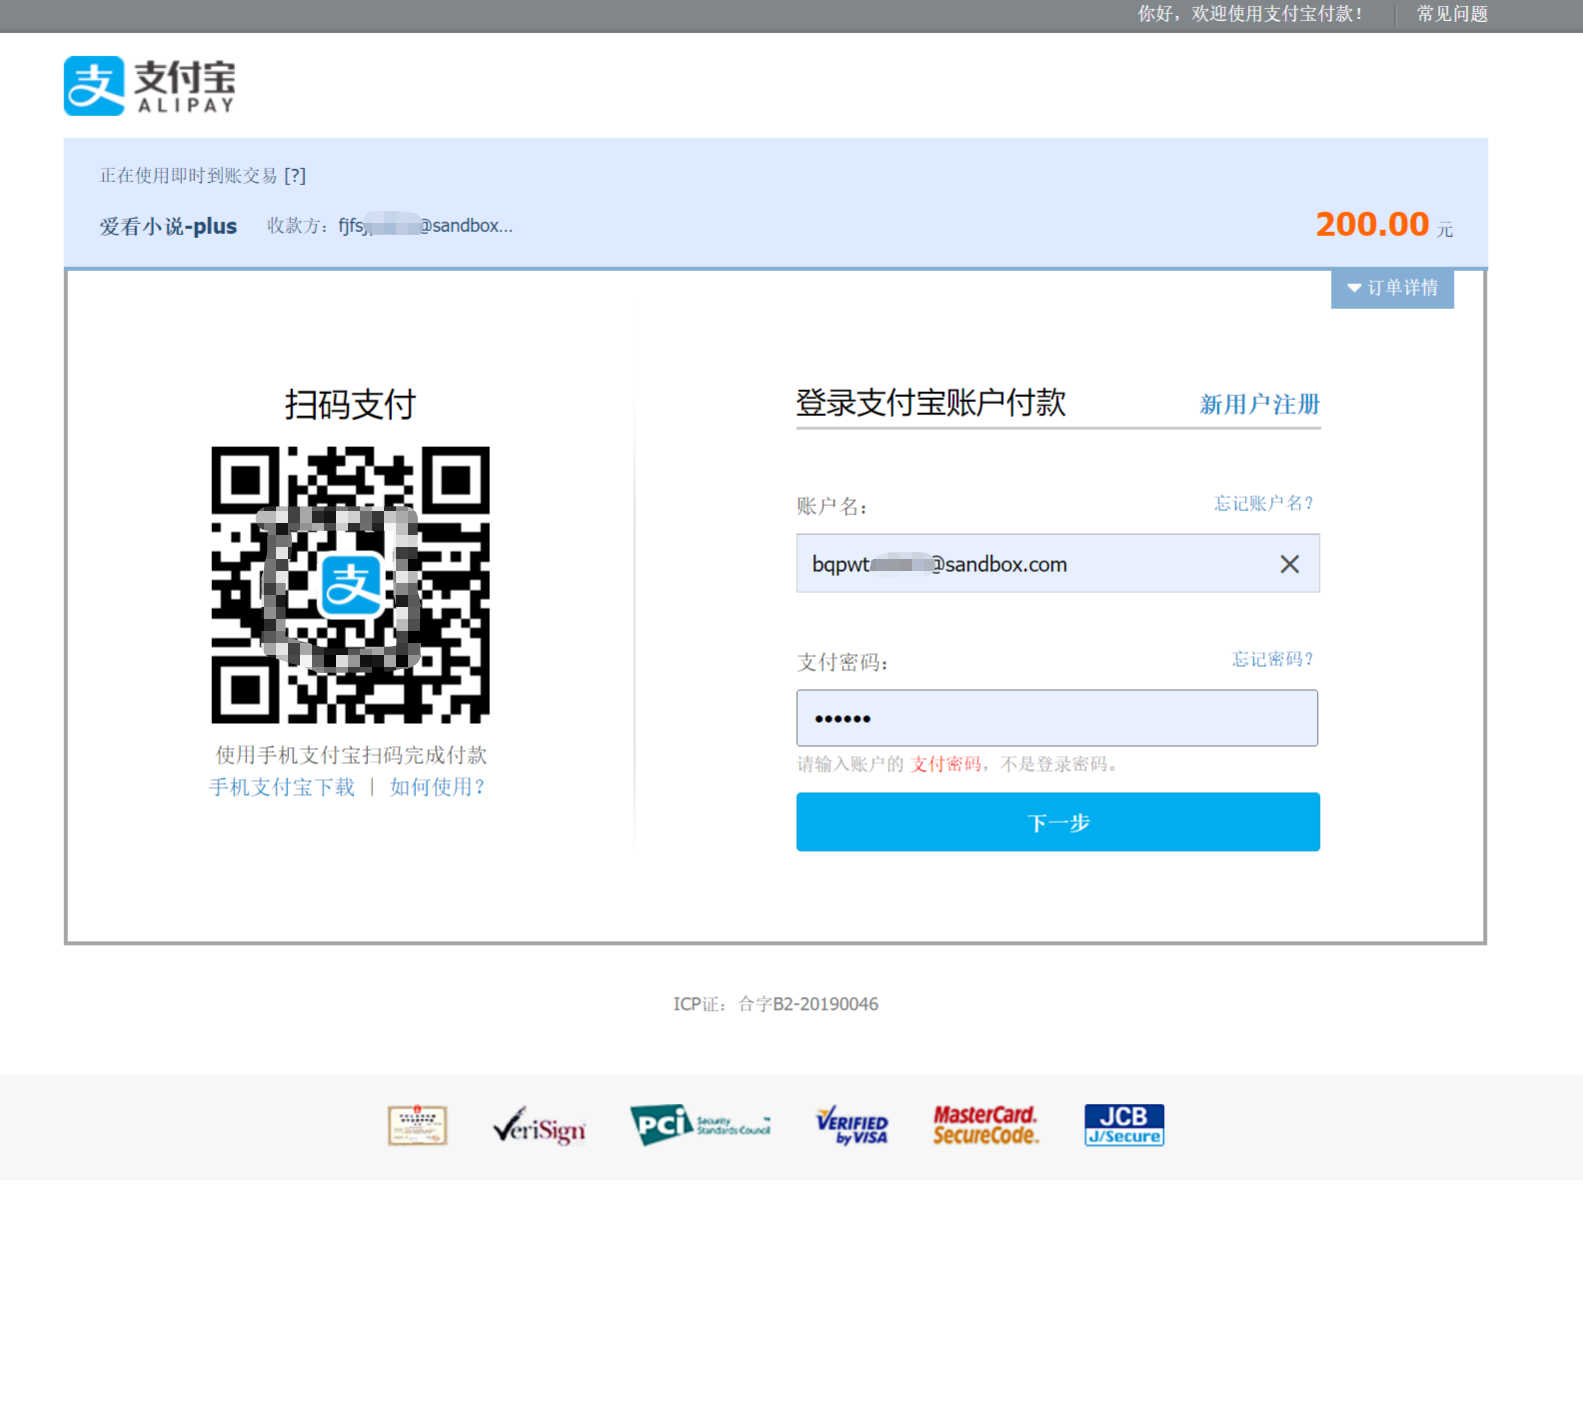 你好，欢迎使用支付宝付款！ 常见问题
支 支付宝
ALIPAY
正在使用即时到账交易 [?]
爱看小说-plus 收款方：fjfsy @sandbox... 200.00 元
订单详情
扫码支付
支
使用手机支付宝扫码完成付款
手机支付宝下载 | 如何使用？
登录支付宝账户付款 新用户注册
账户名： 忘记账户名？
bqpwt @sandbox.com
支付密码： 忘记密码？
••••••
请输入账户的 支付密码，不是登录密码。
下一步
ICP证：合字B2-20190046
VeriSign
PCi Security Standards Council
VERIFIED by VISA
MasterCard. SecureCode.
JCB J/Secure